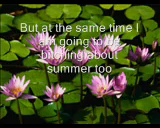 But at the same time I
am going to be
bitching about
summer too